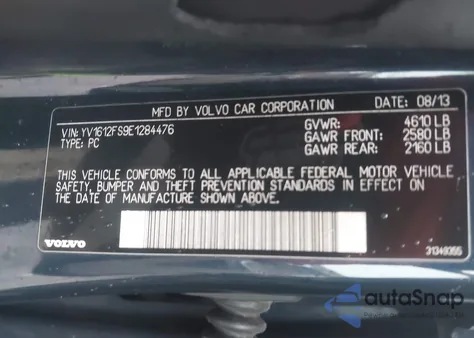 MFD BY VOLVO CAR CORPORATION DATE: 08/13
VIN: YV1612FS9E1284476 GVWR: 4610 LB
TYPE: PC GAWR FRONT: 2580 LB
GAWR REAR: 2160 LB
THIS VEHICLE CONFORMS TO ALL APPLICABLE FEDERAL MOTOR VEHICLE
SAFETY, BUMPER AND THEFT PREVENTION STANDARDS IN EFFECT ON
THE DATE OF MANUFACTURE SHOWN ABOVE.
VOLVO 31349355
autoSnap